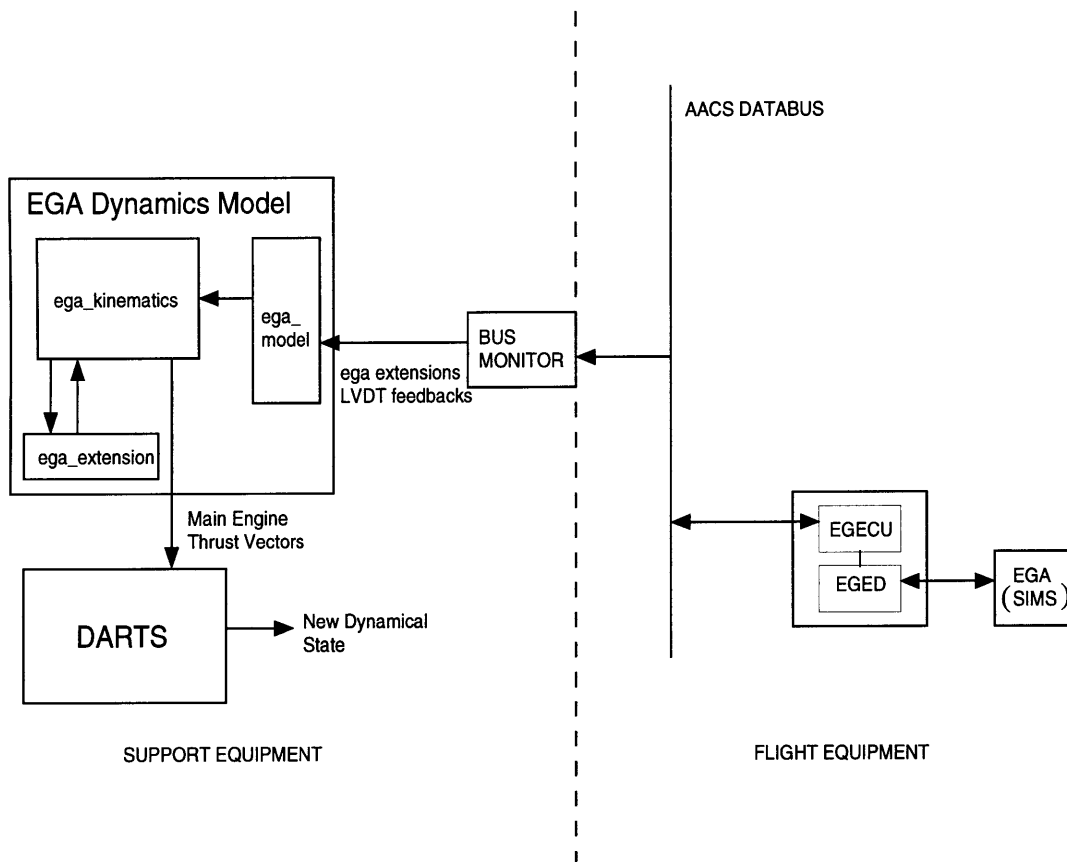 AACS DATABUS
EGA Dynamics Model
ega_kinematics
ega_
model
ega_extension
BUS
MONITOR
ega extensions
LVDT feedbacks
Main Engine
Thrust Vectors
EGECU
EGED
EGA
(SIMS)
DARTS
New Dynamical
State
SUPPORT EQUIPMENT
FLIGHT EQUIPMENT